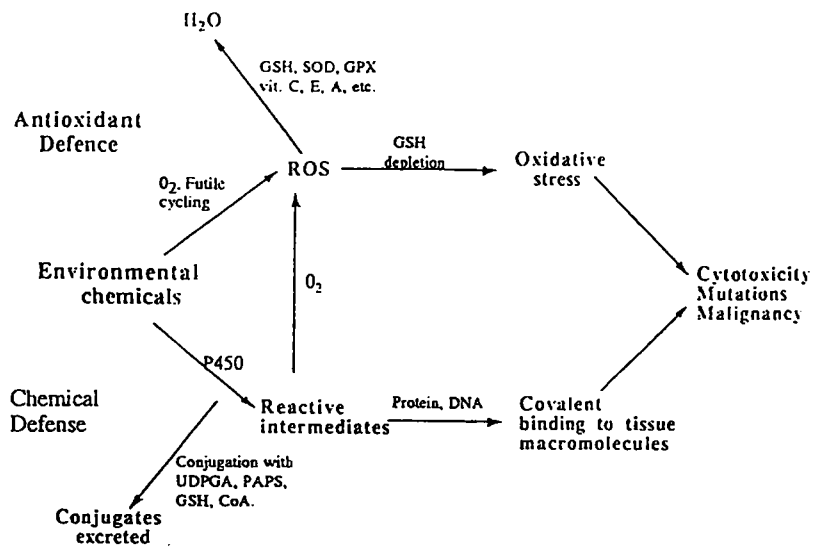 H₂O
GSH, SOD, GPX
vit. C, E, A, etc.
Antioxidant
Defence
GSH
depletion
ROS
Oxidative
stress
O₂. Futile
cycling
Environmental
chemicals
O₂
Cytotoxicity
Mutations
Malignancy
P450
Chemical
Defense
Reactive
intermediates
Protein, DNA
Covalent
binding to tissue
macromolecules
Conjugation with
UDPGA, PAPS,
GSH, CoA.
Conjugates
excreted